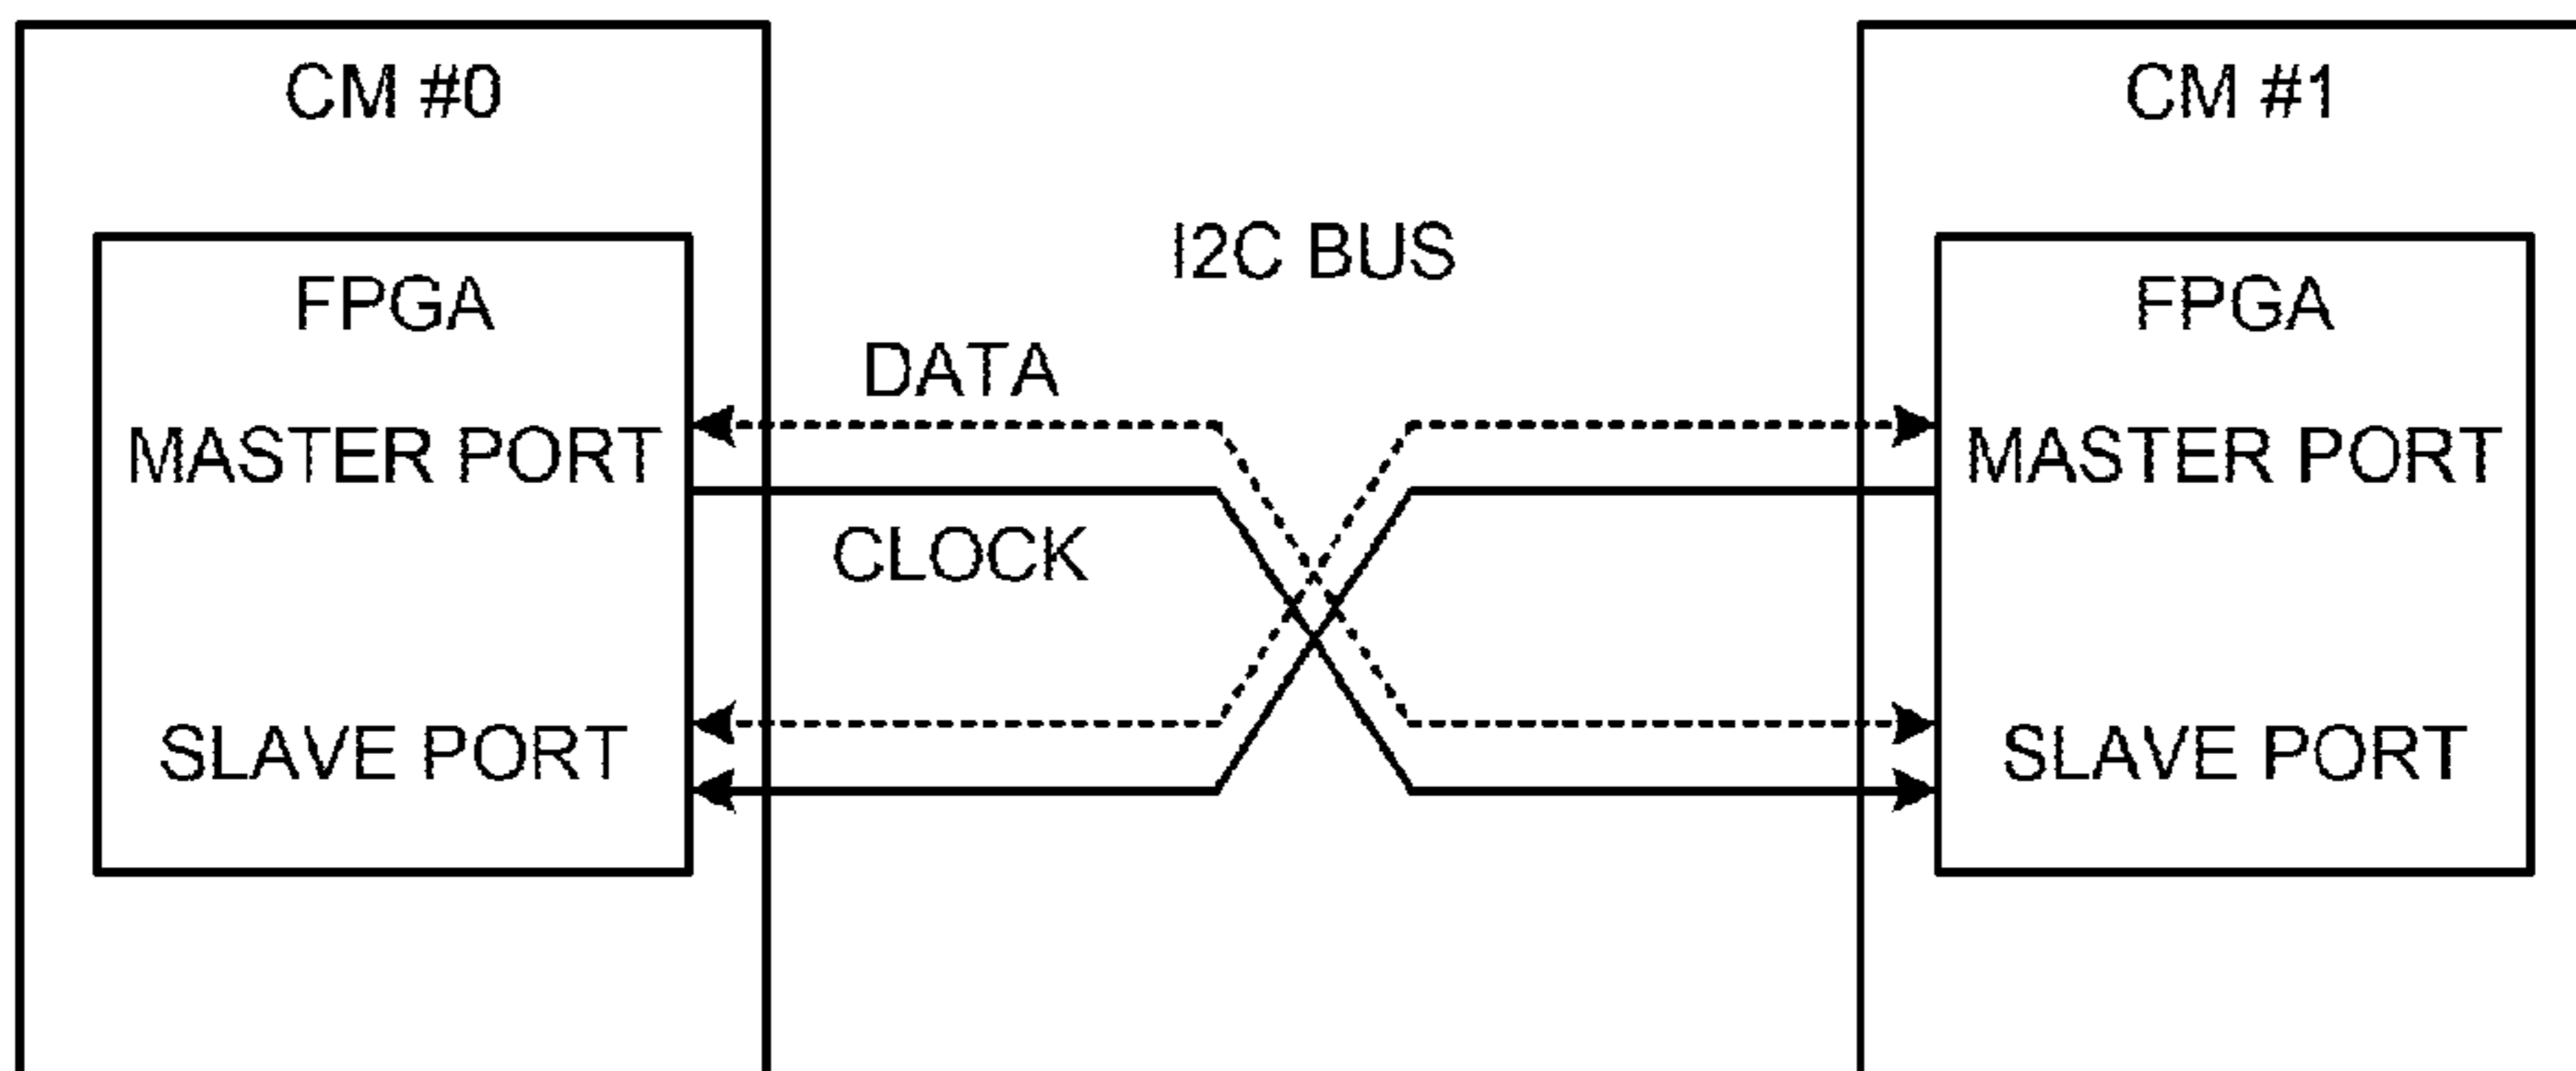 CM #0
CM #1
I2C BUS
FPGA
FPGA
DATA
MASTER PORT
MASTER PORT
CLOCK
SLAVE PORT
SLAVE PORT